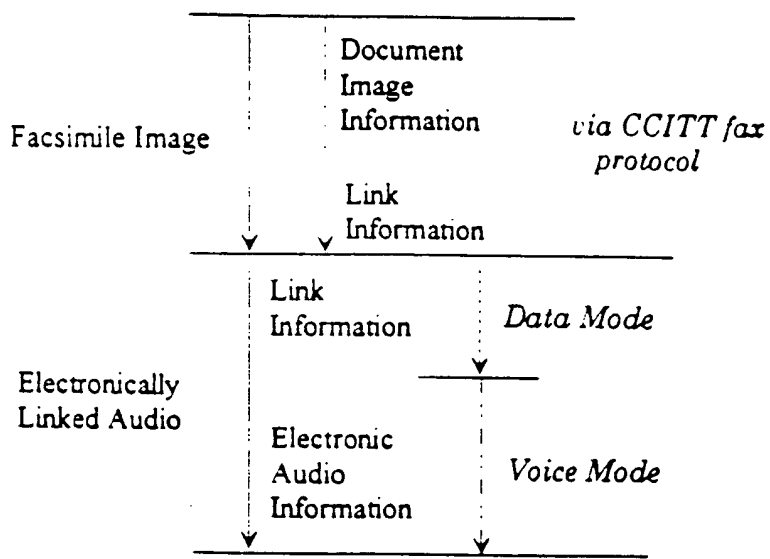 Document
Image
Information
Facsimile Image
via CCITT fax
protocol
Link
Information
Link
Information
Data Mode
Electronically
Linked Audio
Electronic
Audio
Information
Voice Mode